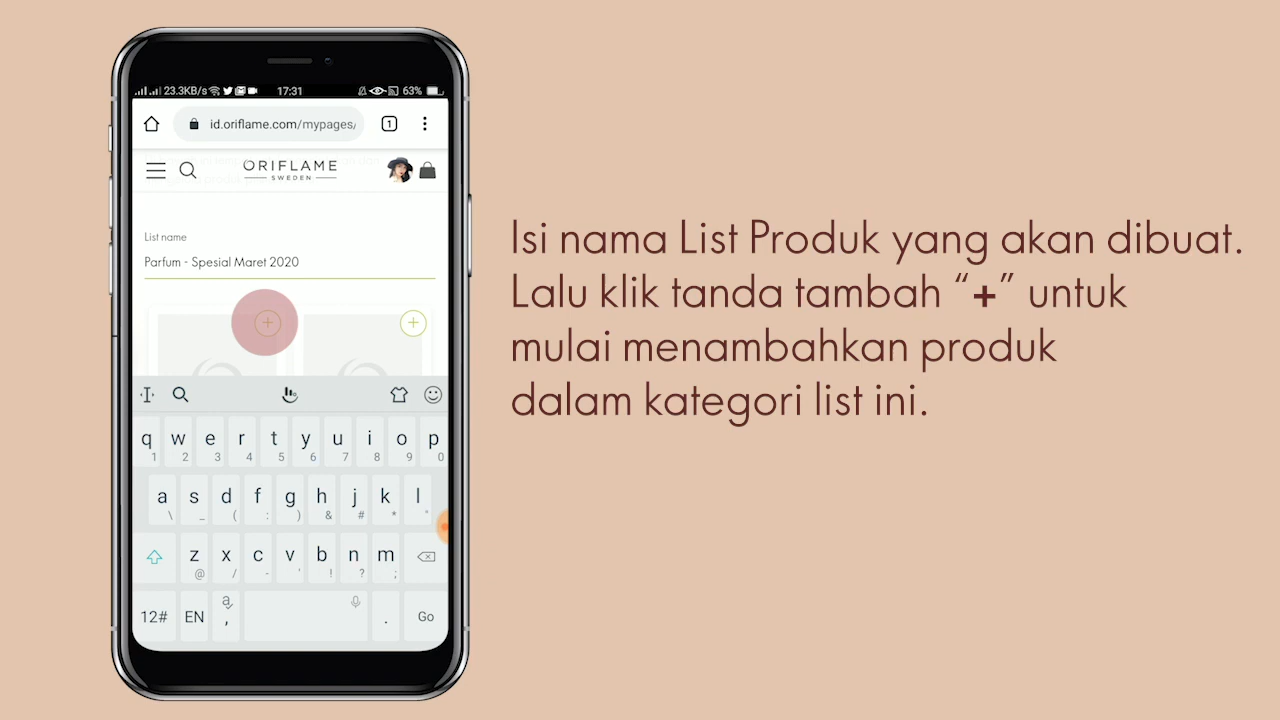 23.3KB/s 17:31 63%
id.oriflame.com/mypages/ 1
ORIFLAME
SWEDEN
List name
Parfum - Spesial Maret 2020
Isi nama List Produk yang akan dibuat.
Lalu klik tanda tambah “+” untuk
mulai menambahkan produk
dalam kategori list ini.
q w e r t y u i o p
1 2 3 4 5 6 7 8 9 0
a s d f g h j k l
\ _ ( : ) & # * "
z x c v b n m
@ / - ' ! ? ;
12# EN , . Go